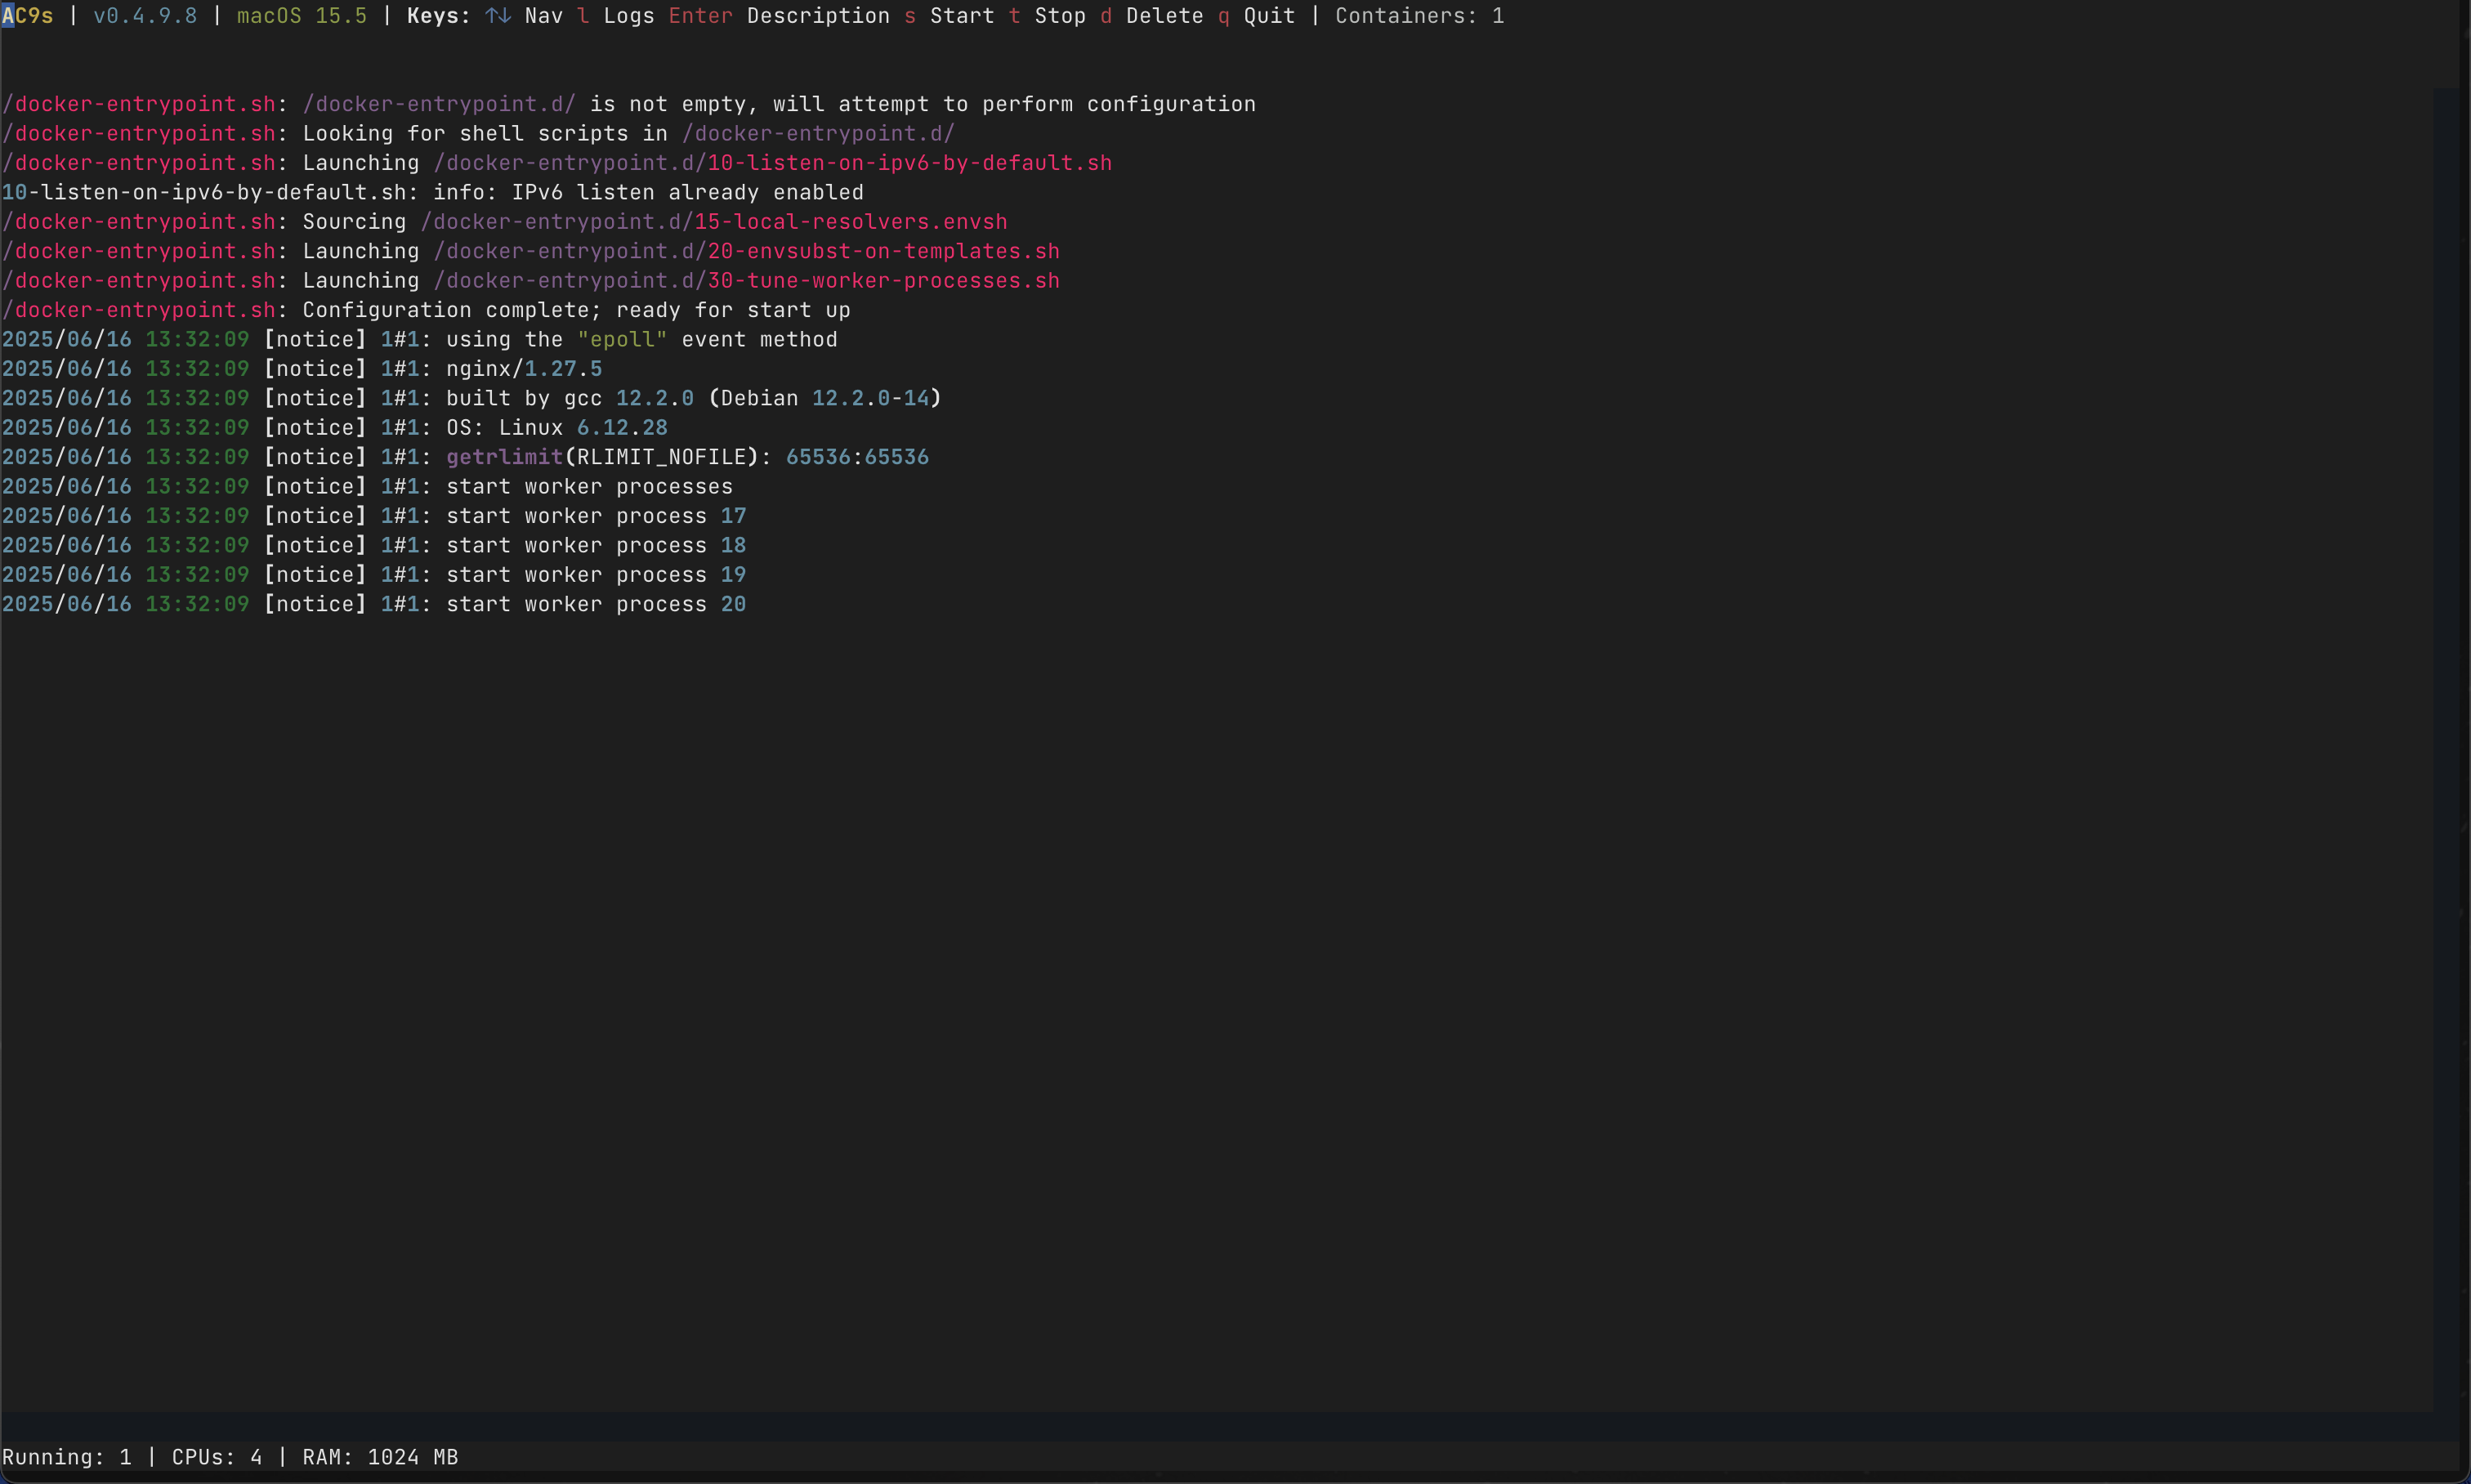 AC9s | v0.4.9.8 | macOS 15.5 | Keys: ↑↓ Nav l Logs Enter Description s Start t Stop d Delete q Quit | Containers: 1
/docker-entrypoint.sh: /docker-entrypoint.d/ is not empty, will attempt to perform configuration
/docker-entrypoint.sh: Looking for shell scripts in /docker-entrypoint.d/
/docker-entrypoint.sh: Launching /docker-entrypoint.d/10-listen-on-ipv6-by-default.sh
10-listen-on-ipv6-by-default.sh: info: IPv6 listen already enabled
/docker-entrypoint.sh: Sourcing /docker-entrypoint.d/15-local-resolvers.envsh
/docker-entrypoint.sh: Launching /docker-entrypoint.d/20-envsubst-on-templates.sh
/docker-entrypoint.sh: Launching /docker-entrypoint.d/30-tune-worker-processes.sh
/docker-entrypoint.sh: Configuration complete; ready for start up
2025/06/16 13:32:09 [notice] 1#1: using the "epoll" event method
2025/06/16 13:32:09 [notice] 1#1: nginx/1.27.5
2025/06/16 13:32:09 [notice] 1#1: built by gcc 12.2.0 (Debian 12.2.0-14)
2025/06/16 13:32:09 [notice] 1#1: OS: Linux 6.12.28
2025/06/16 13:32:09 [notice] 1#1: getrlimit(RLIMIT_NOFILE): 65536:65536
2025/06/16 13:32:09 [notice] 1#1: start worker processes
2025/06/16 13:32:09 [notice] 1#1: start worker process 17
2025/06/16 13:32:09 [notice] 1#1: start worker process 18
2025/06/16 13:32:09 [notice] 1#1: start worker process 19
2025/06/16 13:32:09 [notice] 1#1: start worker process 20
Running: 1 | CPUs: 4 | RAM: 1024 MB